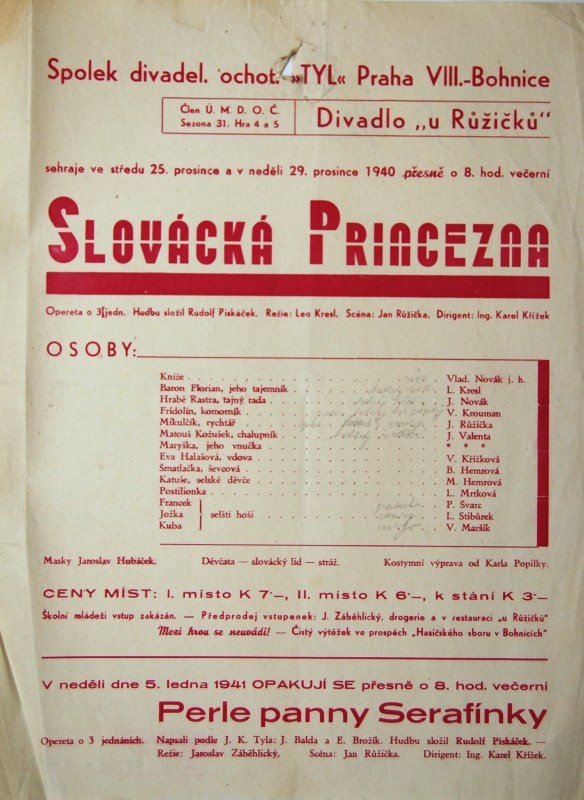 Spolek divadel. ochot. »TYL« Praha VIII.-Bohnice
Člen Ú. M. D. O. Č.
Sezona 31. Hra 4 a 5
Divadlo „u Růžičků"
sehraje ve středu 25. prosince a v neděli 29. prosince 1940 přesně o 8. hod. večerní
SLOVÁCKÁ PRINCEZNA
Opereta o 3 jedn. Hudbu složil Rudolf Piskáček. Režie: Leo Kresl. Scéna: Jan Růžička. Dirigent: Ing. Karel Křížek
OSOBY:
Kníže . . . Vlad. Novák j. h.
Baron Florian, jeho tajemník . . . L. Kresl
Hrabě Rastra, tajný rada . . . J. Novák
Fridolín, komorník . . . V. Krouman
Mikulčík, rychtář . . . J. Růžička
Matouš Kožušek, chalupník . . . J. Valenta
Maryška, jeho vnučka . . . * * *
Eva Halašová, vdova . . . V. Křížková
Šmatlačka, ševcová . . . B. Hemrová
Katuše, selské děvče . . . M. Hemrová
Postilionka . . . L. Mrtková
Francek . . . P. Švarc
Jožka } selští hoši . . . L. Stibůrek
Kuba . . . V. Maršík
Masky Jaroslav Hubáček. Děvčata — slovácký lid — stráž. Kostymní výprava od Karla Popilky.
CENY MÍST: I. místo K 7·—, II. místo K 6·—, k stání K 3·—
Školní mládeži vstup zakázán. — Předprodej vstupenek: J. Záběhlický, drogerie a v restauraci „u Růžičků"
Mezi hrou se neuvádí! — Čistý výtěžek ve prospěch „Hasičského sboru v Bohnicích"
V neděli dne 5. ledna 1941 OPAKUJÍ SE přesně o 8. hod. večerní
Perle panny Serafínky
Opereta o 3 jednáních. Napsali podle J. K. Tyla: J. Balda a E. Brožík. Hudbu složil Rudolf Piskáček. —
Režie: Jaroslav Záběhlický. Scéna: Jan Růžička. Dirigent: Ing. Karel Křížek.